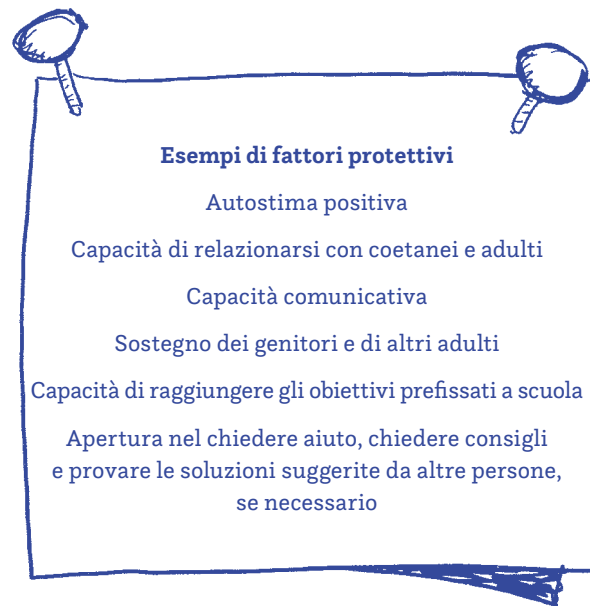 Esempi di fattori protettivi
Autostima positiva
Capacità di relazionarsi con coetanei e adulti
Capacità comunicativa
Sostegno dei genitori e di altri adulti
Capacità di raggiungere gli obiettivi prefissati a scuola
Apertura nel chiedere aiuto, chiedere consigli
e provare le soluzioni suggerite da altre persone,
se necessario